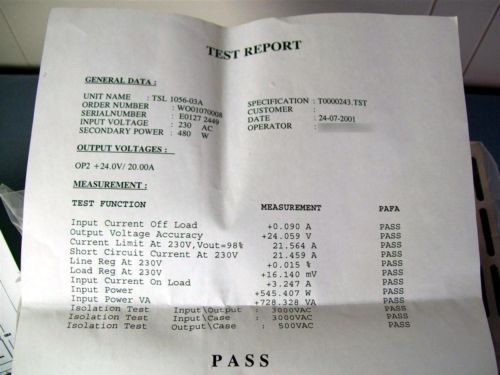 TEST REPORT
GENERAL DATA :
UNIT NAME : TSL 1056-03A
ORDER NUMBER : WO01070008
SERIALNUMBER : E0127 2449
INPUT VOLTAGE : 230 AC
SECONDARY POWER : 480 W
SPECIFICATION : T0000243.TST
CUSTOMER :
DATE : 24-07-2001
OPERATOR :
OUTPUT VOLTAGES :
OP2 +24.0V/ 20.00A
MEASUREMENT :
TEST FUNCTION MEASUREMENT PAFA
Input Current Off Load +0.090 A PASS
Output Voltage Accuracy +24.059 V PASS
Current Limit At 230V,Vout=98% 21.564 A PASS
Short Circuit Current At 230V 21.459 A PASS
Line Reg At 230V +0.015 % PASS
Load Reg At 230V +16.140 mV PASS
Input Current On Load +3.247 A PASS
Input Power +545.407 W PASS
Input Power VA +728.328 VA PASS
Isolation Test Input\Output : 3000VAC PASS
Isolation Test Input\Case : 3000VAC PASS
Isolation Test Output\Case : 500VAC PASS
PASS